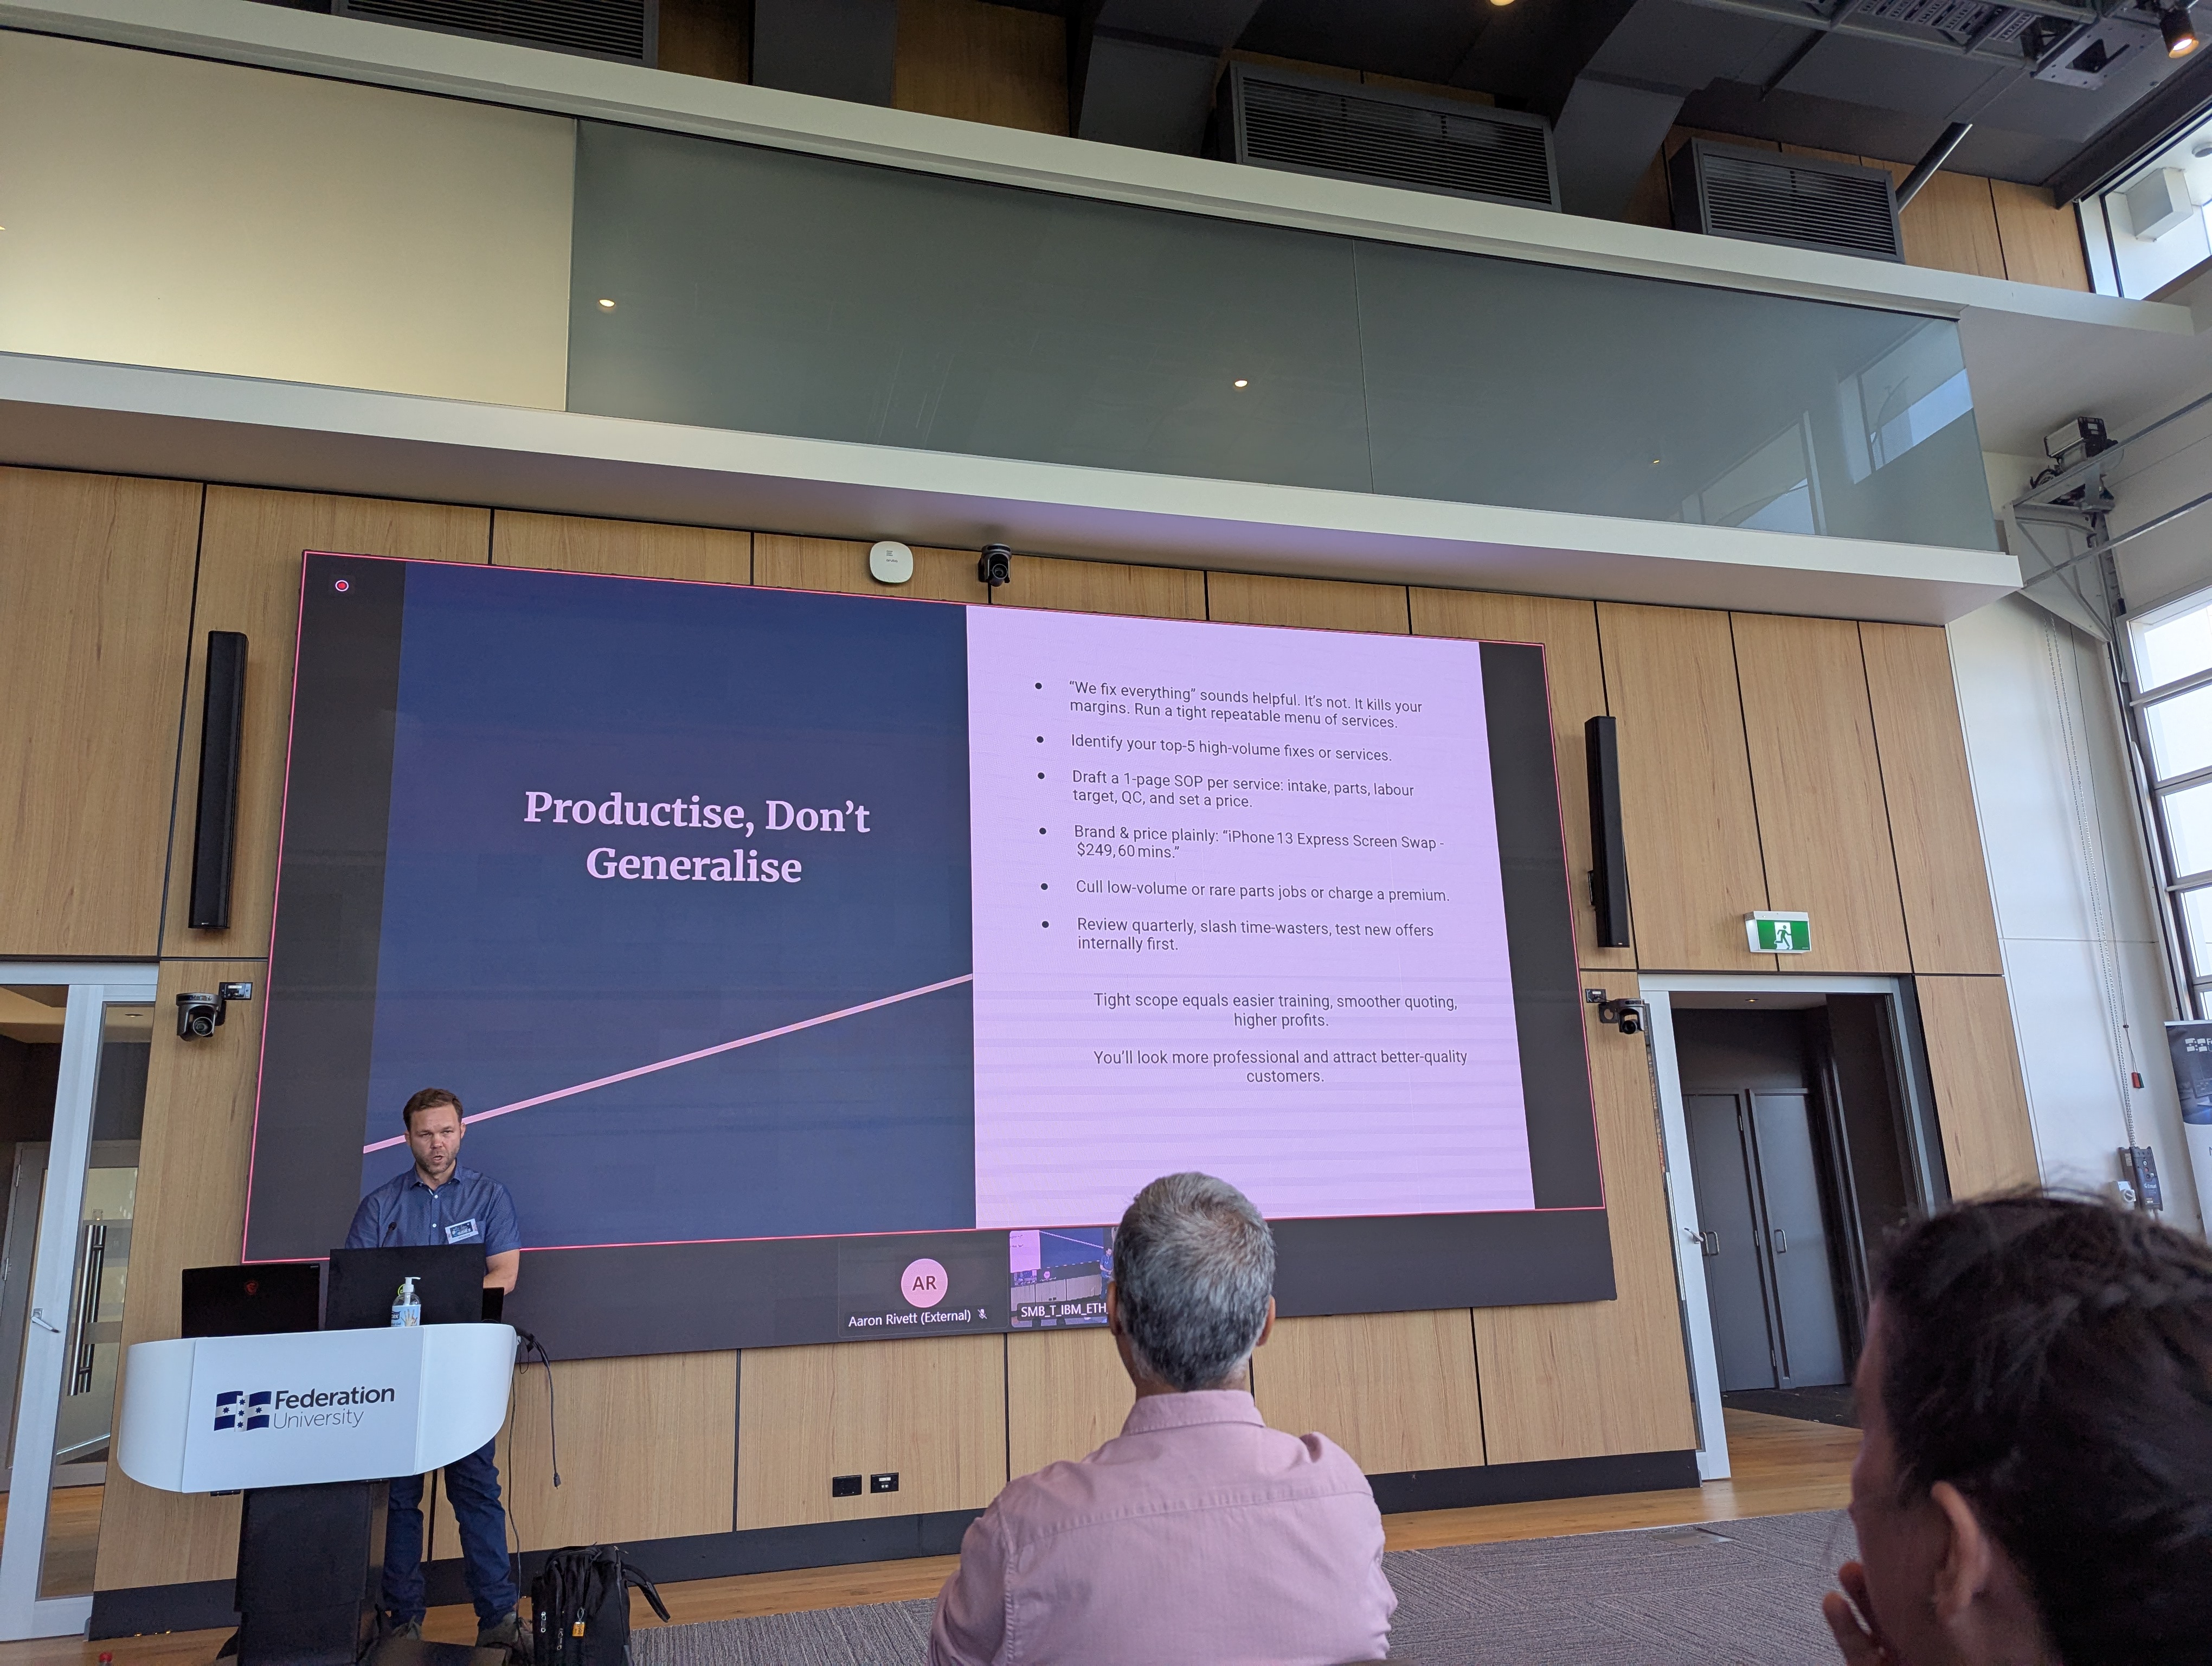 Productise, Don’t
Generalise
• “We fix everything” sounds helpful. It’s not. It kills your
margins. Run a tight repeatable menu of services.
• Identify your top-5 high-volume fixes or services.
• Draft a 1-page SOP per service: intake, parts, labour
target, QC, and set a price.
• Brand & price plainly: “iPhone 13 Express Screen Swap -
$249, 60 mins.”
• Cull low-volume or rare parts jobs or charge a premium.
• Review quarterly, slash time-wasters, test new offers
internally first.
Tight scope equals easier training, smoother quoting,
higher profits.
You’ll look more professional and attract better-quality
customers.
AR
Aaron Rivett (External)
SMB_T_IBM_ETH
Federation
University